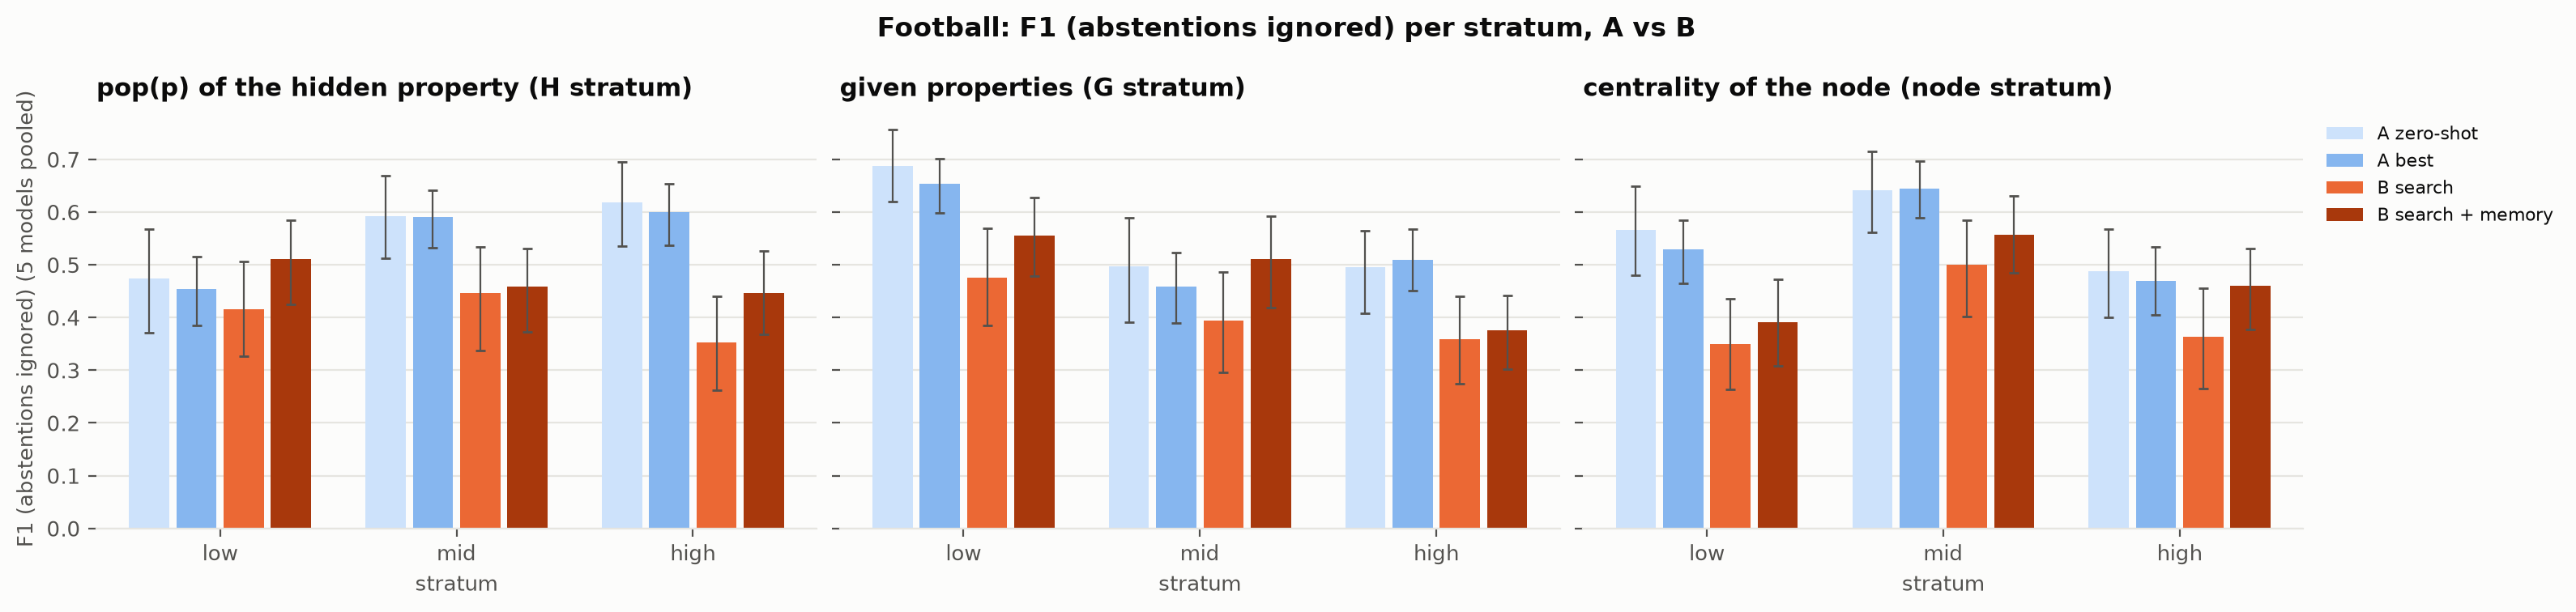 Football: F1 (abstentions ignored) per stratum, A vs B
pop(p) of the hidden property (H stratum)
given properties (G stratum)
centrality of the node (node stratum)
F1 (abstentions ignored) (5 models pooled)
0.7
0.6
0.5
0.4
0.3
0.2
0.1
0.0
low mid high
stratum
low mid high
stratum
low mid high
stratum
A zero-shot
A best
B search
B search + memory